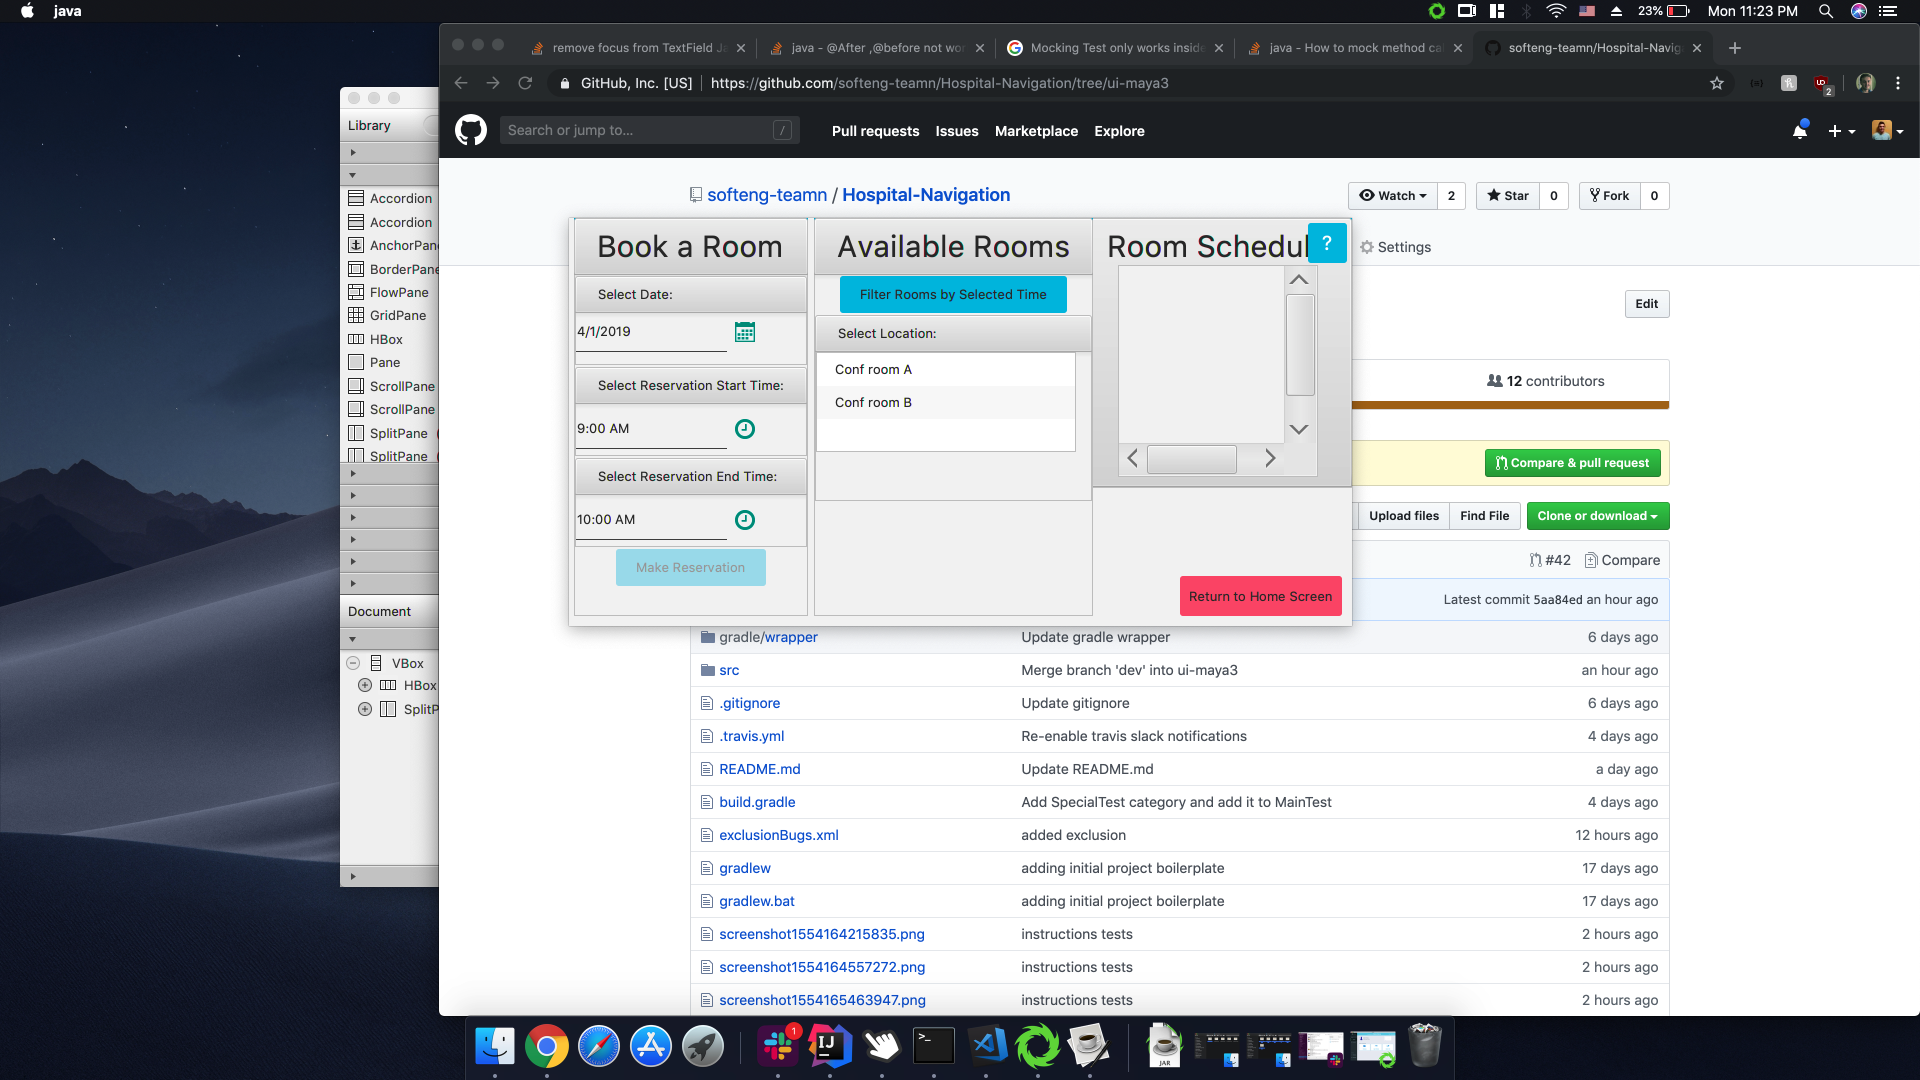 java
23%
Mon 11:23 PM
remove focus from TextField Ja
java - @After ,@before not wor
Mocking Test only works inside
java - How to mock method ca
softeng-teamn/Hospital-Navig
GitHub, Inc. [US]
https://github.com/softeng-teamn/Hospital-Navigation/tree/ui-maya3
2
Search or jump to...
/
Pull requests
Issues
Marketplace
Explore
Library
Accordion
Accordion
AnchorPan
BorderPane
FlowPane
GridPane
HBox
Pane
ScrollPane
ScrollPane
SplitPane
SplitPane
Document
VBox
HBox
SplitP
softeng-teamn / Hospital-Navigation
Watch
2
Star
0
Fork
0
Settings
Edit
12 contributors
Compare & pull request
Upload files
Find File
Clone or download
#42
Compare
Latest commit 5aa84ed an hour ago
Book a Room
Select Date:
4/1/2019
Select Reservation Start Time:
9:00 AM
Select Reservation End Time:
10:00 AM
Make Reservation
Available Rooms
Filter Rooms by Selected Time
Select Location:
Conf room A
Conf room B
Room Schedul
?
Return to Home Screen
gradle/wrapper
Update gradle wrapper
6 days ago
src
Merge branch 'dev' into ui-maya3
an hour ago
.gitignore
Update gitignore
6 days ago
.travis.yml
Re-enable travis slack notifications
4 days ago
README.md
Update README.md
a day ago
build.gradle
Add SpecialTest category and add it to MainTest
4 days ago
exclusionBugs.xml
added exclusion
12 hours ago
gradlew
adding initial project boilerplate
17 days ago
gradlew.bat
adding initial project boilerplate
17 days ago
screenshot1554164215835.png
instructions tests
2 hours ago
screenshot1554164557272.png
instructions tests
2 hours ago
screenshot1554165463947.png
instructions tests
2 hours ago
1
IJ
>_
JAR